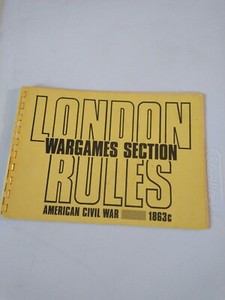 LONDON
WARGAMES SECTION
RULES
AMERICAN CIVIL WAR 1863c